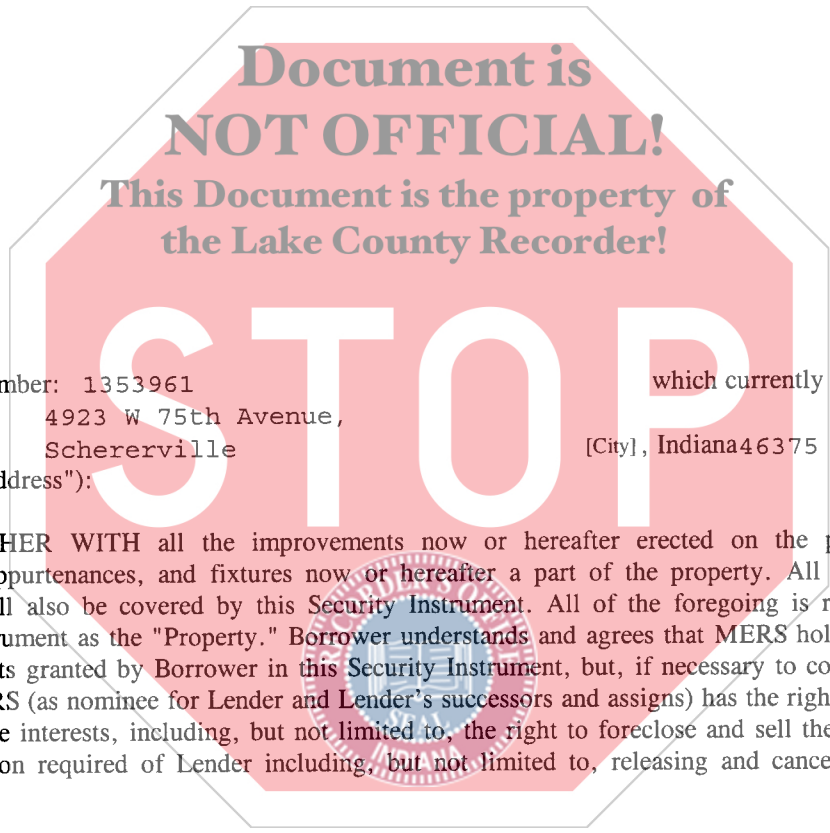 Document is
NOT OFFICIAL!
This Document is the property of
the Lake County Recorder!
STOP
mber: 1353961 which currently
4923 W 75th Avenue,
Schererville [City], Indiana46375
ddress"):
HER WITH all the improvements now or hereafter erected on the p
ppurtenances, and fixtures now or hereafter a part of the property. All
ll also be covered by this Security Instrument. All of the foregoing is r
ument as the "Property." Borrower understands and agrees that MERS hol
ts granted by Borrower in this Security Instrument, but, if necessary to co
RS (as nominee for Lender and Lender's successors and assigns) has the righ
e interests, including, but not limited to, the right to foreclose and sell the
on required of Lender including, but not limited to, releasing and cance
RECORDER'S OFFICE
SEAL
INDIANA